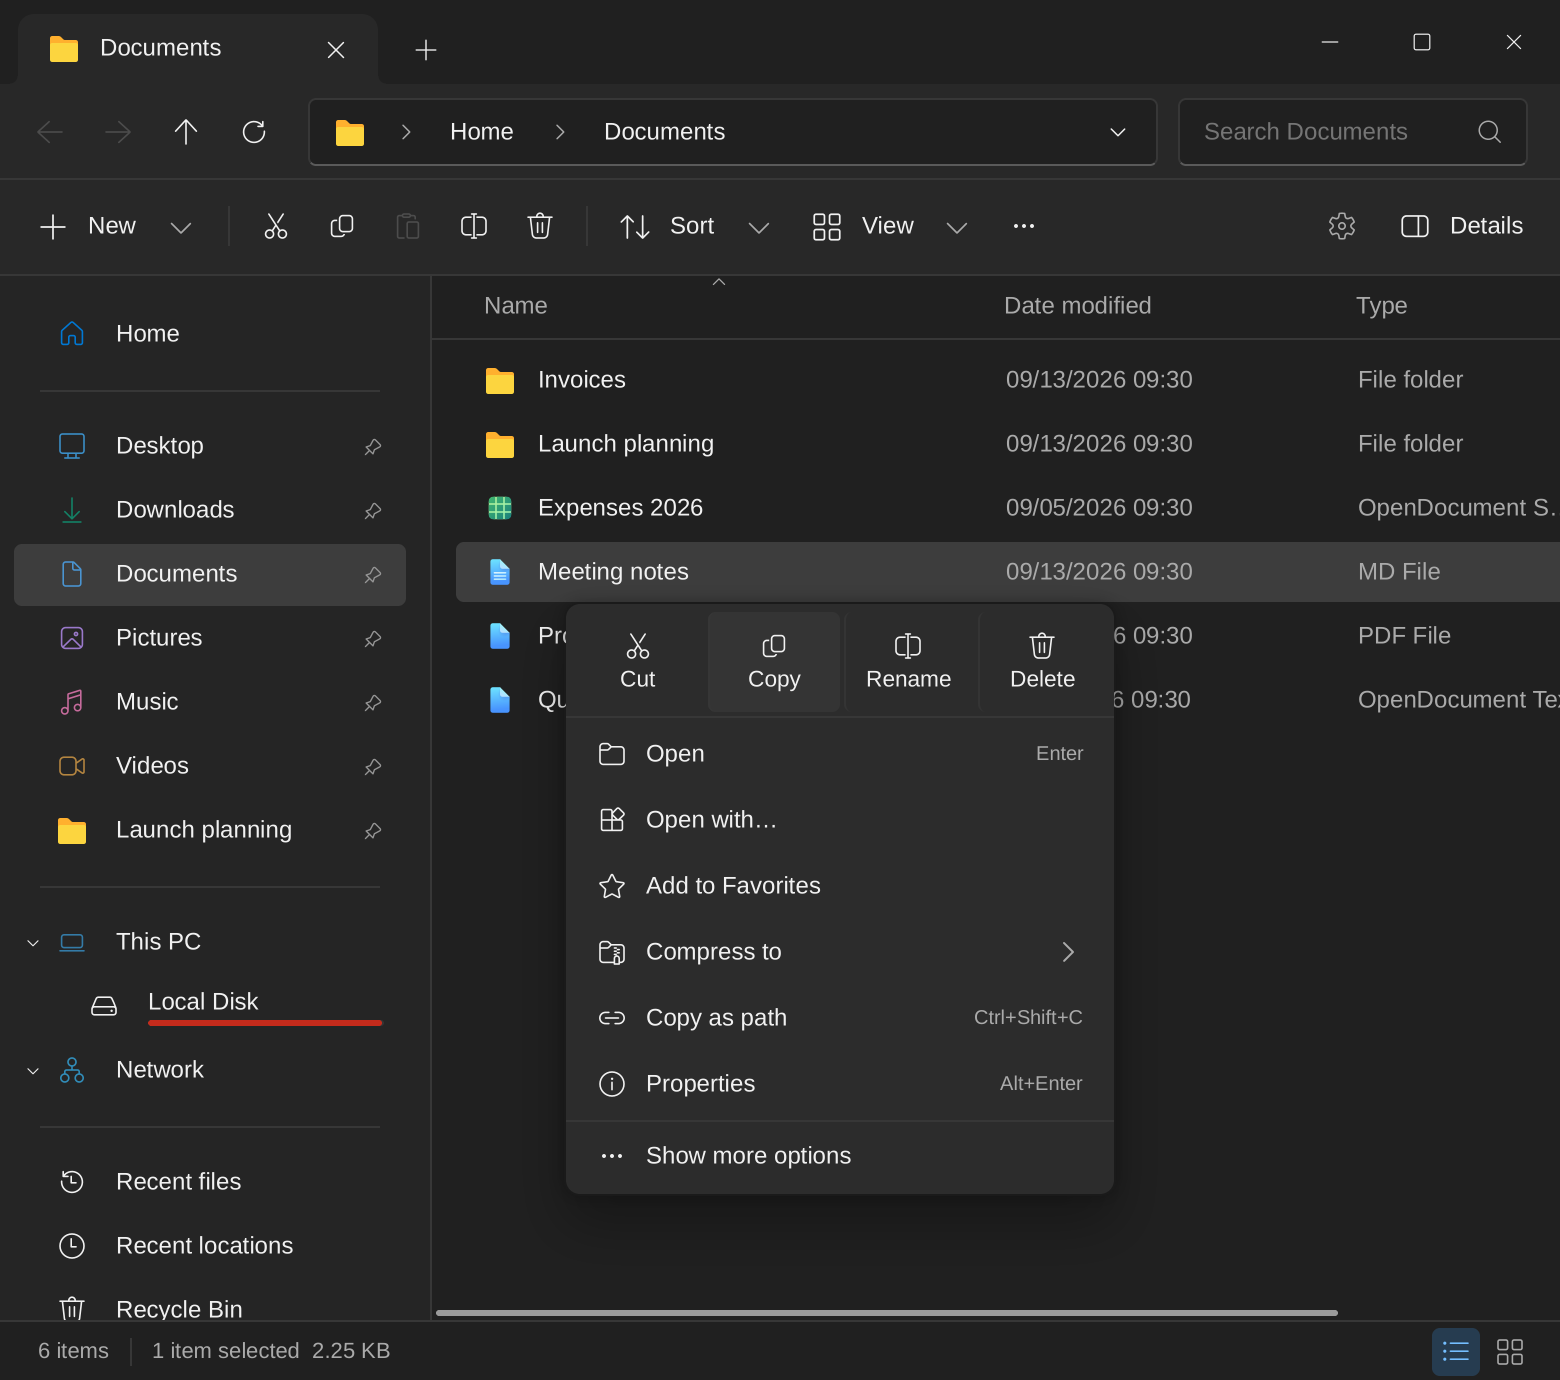 Documents
Home
Documents
Search Documents
New
Sort
View
Details
Home
Desktop
Downloads
Documents
Pictures
Music
Videos
Launch planning
This PC
Local Disk
Network
Recent files
Recent locations
Recycle Bin
Name Date modified Type
Invoices 09/13/2026 09:30 File folder
Launch planning 09/13/2026 09:30 File folder
Expenses 2026 09/05/2026 09:30 OpenDocument S…
Meeting notes 09/13/2026 09:30 MD File
09:30 PDF File
09:30 OpenDocument
Cut Copy Rename Delete
Open Enter
Open with…
Add to Favorites
Compress to
Copy as path Ctrl+Shift+C
Properties Alt+Enter
Show more options
6 items 1 item selected 2.25 KB